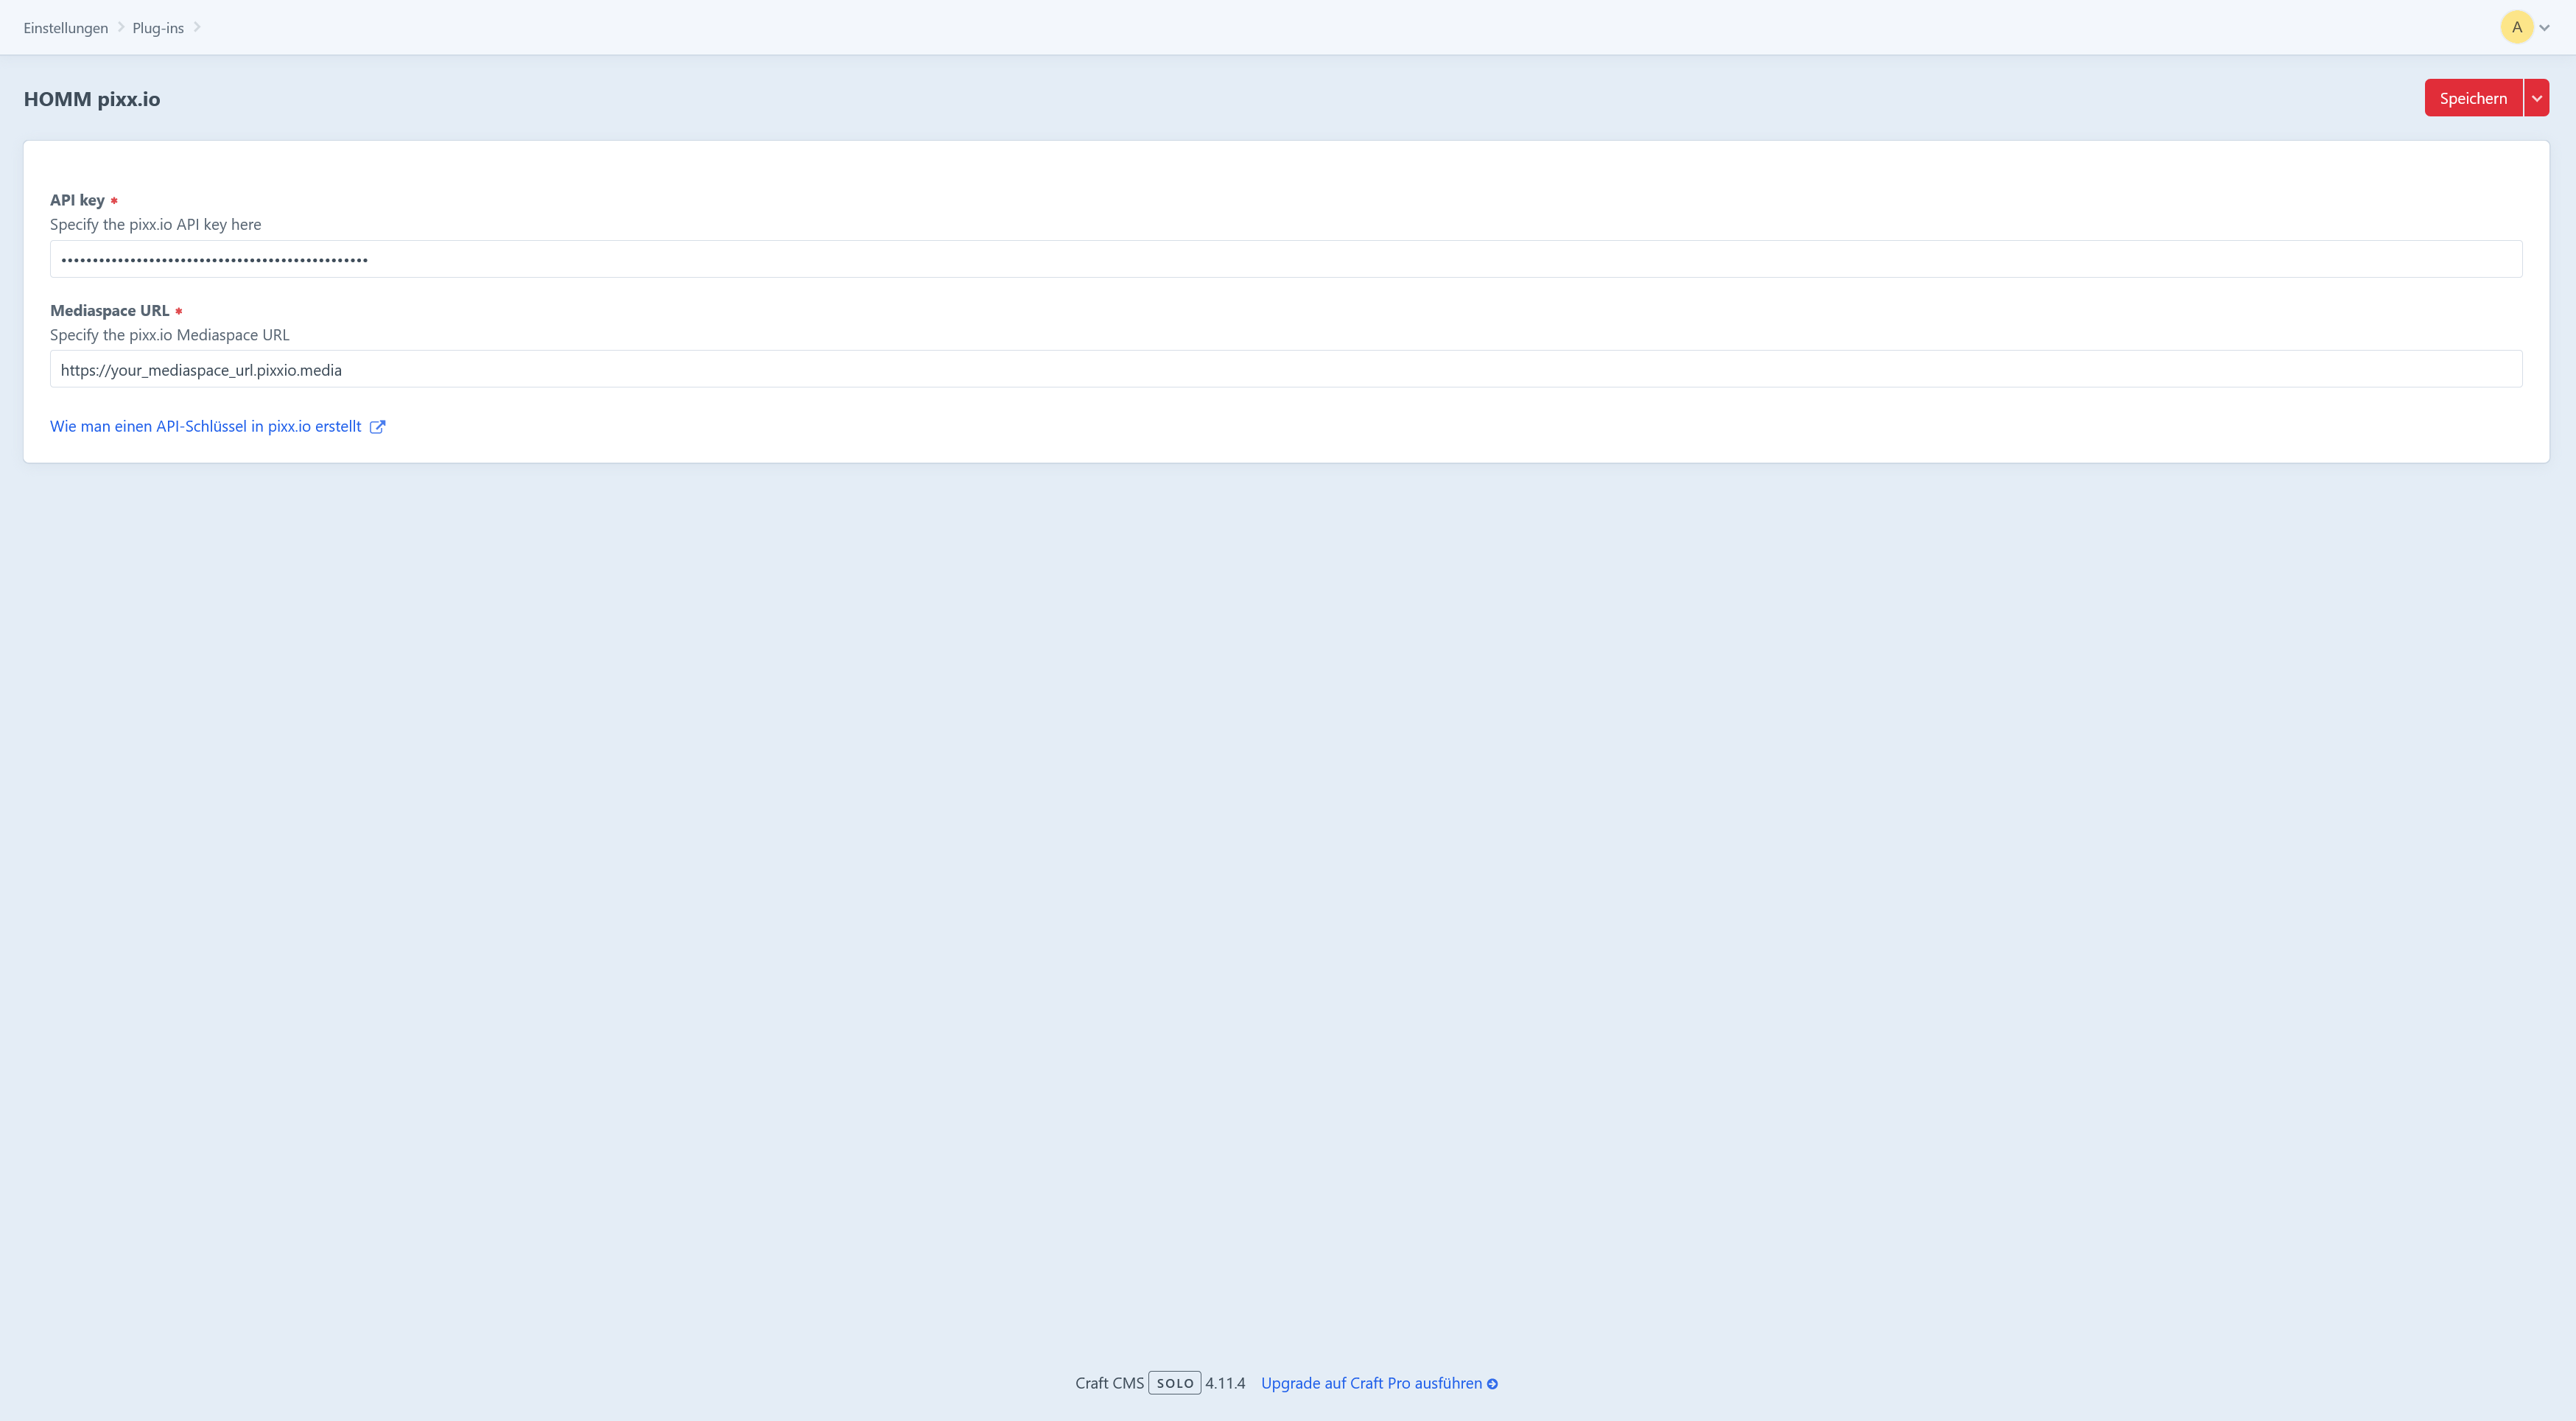 Einstellungen Plug-ins
A
HOMM pixx.io
Speichern
API key *
Specify the pixx.io API key here
•••••••••••••••••••••••••••••••••••••••••••••••••
Mediaspace URL *
Specify the pixx.io Mediaspace URL
https://your_mediaspace_url.pixxio.media
Wie man einen API-Schlüssel in pixx.io erstellt
Craft CMS SOLO 4.11.4 Upgrade auf Craft Pro ausführen